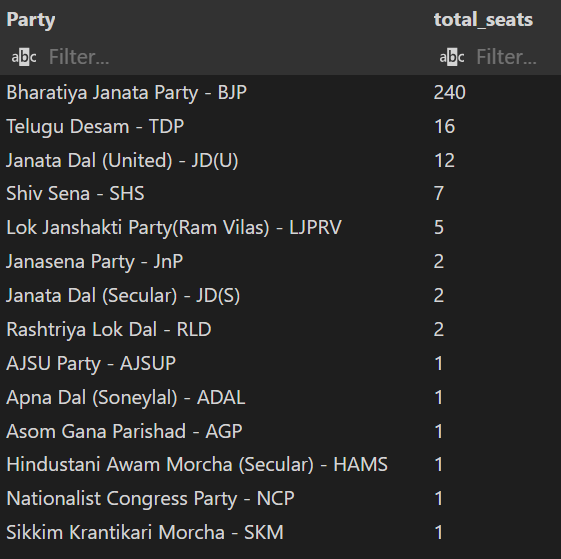 Party total_seats
abc Filter... abc Filter...
Bharatiya Janata Party - BJP 240
Telugu Desam - TDP 16
Janata Dal (United) - JD(U) 12
Shiv Sena - SHS 7
Lok Janshakti Party(Ram Vilas) - LJPRV 5
Janasena Party - JnP 2
Janata Dal (Secular) - JD(S) 2
Rashtriya Lok Dal - RLD 2
AJSU Party - AJSUP 1
Apna Dal (Soneylal) - ADAL 1
Asom Gana Parishad - AGP 1
Hindustani Awam Morcha (Secular) - HAMS 1
Nationalist Congress Party - NCP 1
Sikkim Krantikari Morcha - SKM 1